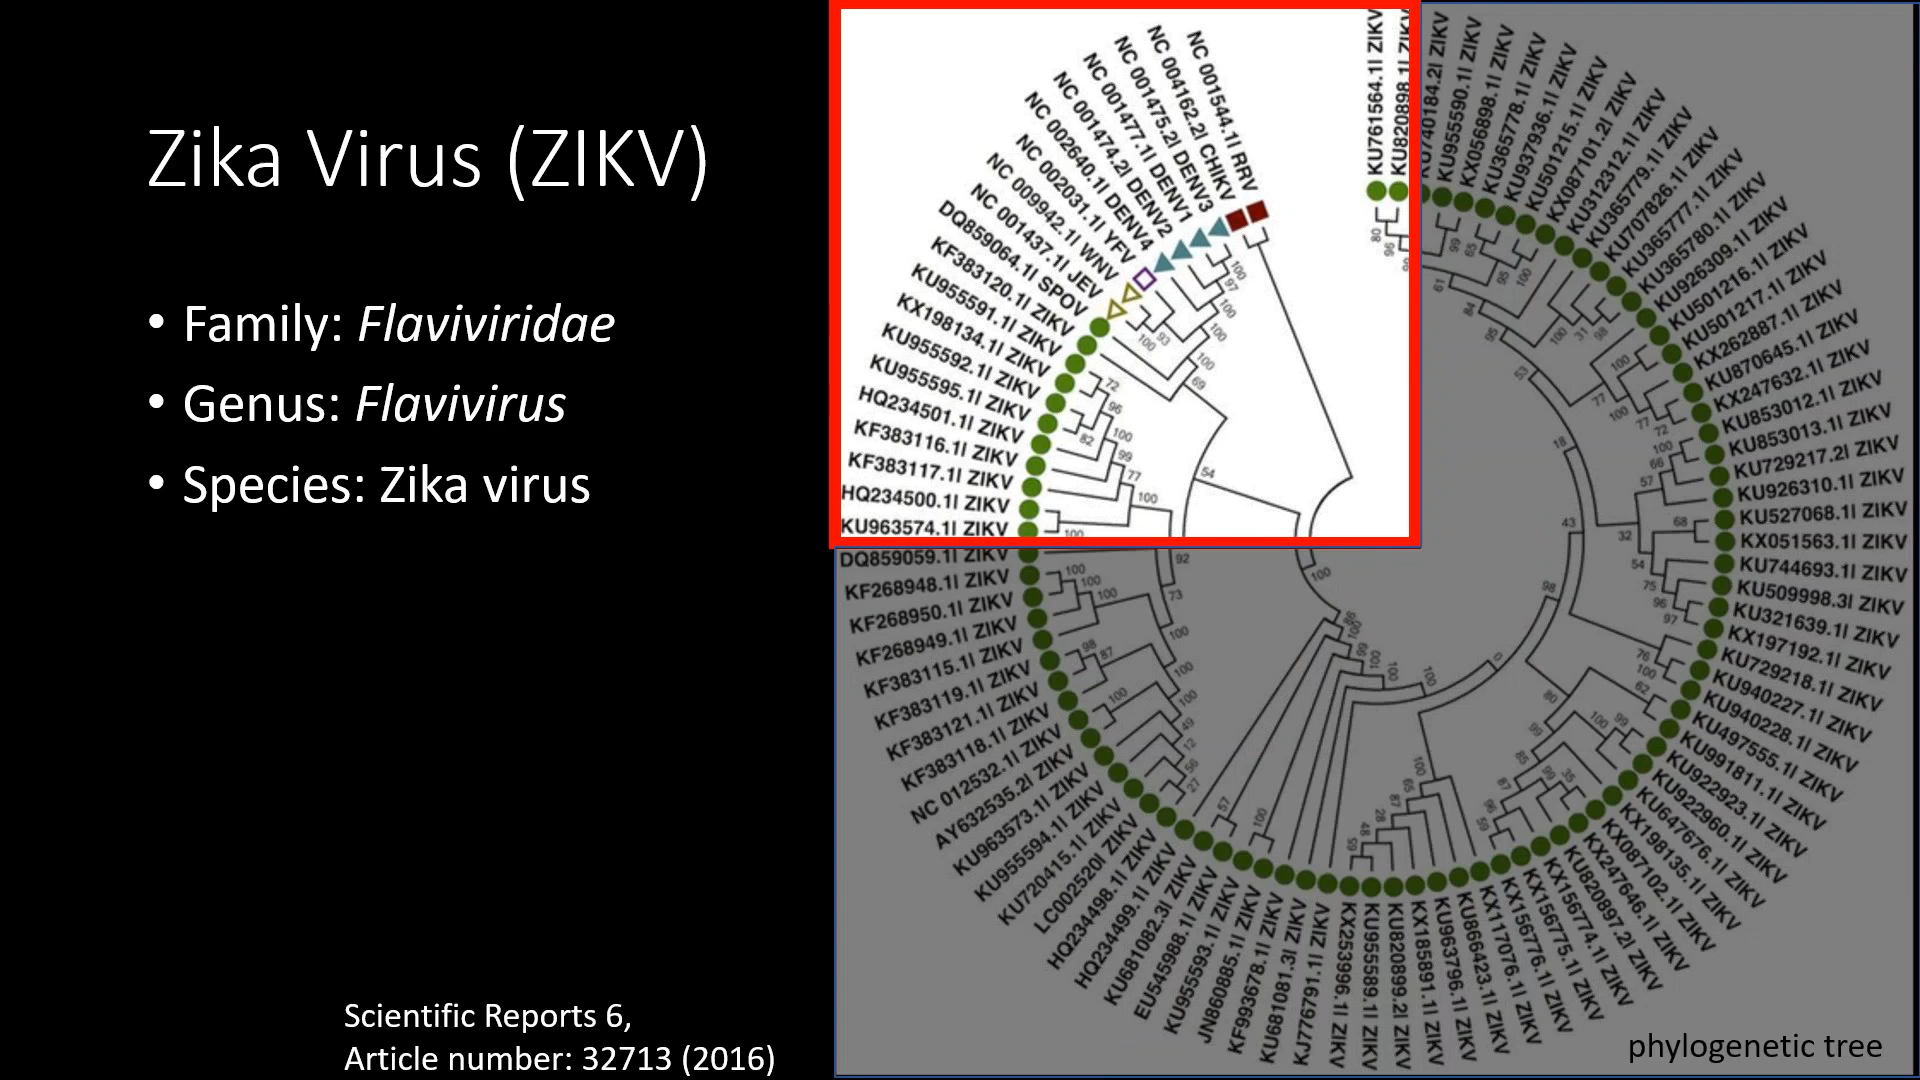 Zika Virus (ZIKV)
• Family: Flaviviridae
• Genus: Flavivirus
• Species: Zika virus
Scientific Reports 6,
Article number: 32713 (2016)
NC 001544.1| RRV
NC 004162.2| CHIKV
NC 001475.2| DENV3
NC 001477.1| DENV1
NC 001474.2| DENV2
NC 002640.1| DENV4
NC 002031.1| YFV
NC 009942.1| WNV
NC 001437.1| JEV
DQ859064.1| SPOV
KF383120.1| ZIKV
KU955591.1| ZIKV
KX198134.1| ZIKV
KU955592.1| ZIKV
KU955595.1| ZIKV
HQ234501.1| ZIKV
KF383116.1| ZIKV
KF383117.1| ZIKV
HQ234500.1| ZIKV
KU963574.1| ZIKV
DQ859059.1| ZIKV
KF268948.1| ZIKV
KF268950.1| ZIKV
KF268949.1| ZIKV
KF383115.1| ZIKV
KF383119.1| ZIKV
KF383121.1| ZIKV
KF383118.1| ZIKV
NC 012532.1| ZIKV
AY632535.2| ZIKV
KU963573.1| ZIKV
KU955594.1| ZIKV
KU720415.1| ZIKV
LC002520| ZIKV
HQ234498.1| ZIKV
HQ234499.1| ZIKV
KU681082.3| ZIKV
EU545988.1| ZIKV
KU955593.1| ZIKV
JN860885.1| ZIKV
KF993678.1| ZIKV
KU681081.3| ZIKV
KJ776791.1| ZIKV
KX253996.1| ZIKV
KU955589.1| ZIKV
KU820899.2| ZIKV
KX185891.1| ZIKV
KU963796.1| ZIKV
KU866423.1| ZIKV
KX117076.1| ZIKV
KX156776.1| ZIKV
KX156775.1| ZIKV
KX156774.1| ZIKV
KU820897.2| ZIKV
KX247646.1| ZIKV
KX087102.1| ZIKV
KX198135.1| ZIKV
KU647676.1| ZIKV
KU922960.1| ZIKV
KU922923.1| ZIKV
KU991811.1| ZIKV
KU497555.1| ZIKV
KU940228.1| ZIKV
KU940227.1| ZIKV
KU729218.1| ZIKV
KX197192.1| ZIKV
KU321639.1| ZIKV
KU509998.3| ZIKV
KU744693.1| ZIKV
KX051563.1| ZIKV
KU527068.1| ZIKV
KU926310.1| ZIKV
KU729217.2| ZIKV
KU853013.1| ZIKV
KU853012.1| ZIKV
KX247632.1| ZIKV
KU870645.1| ZIKV
KX262887.1| ZIKV
KU501217.1| ZIKV
KU501216.1| ZIKV
KU926309.1| ZIKV
KU365780.1| ZIKV
KU365777.1| ZIKV
KU707826.1| ZIKV
KU365779.1| ZIKV
KU312312.1| ZIKV
KX087101.2| ZIKV
KU501215.1| ZIKV
KU937936.1| ZIKV
KU365778.1| ZIKV
KX056898.1| ZIKV
KU955590.1| ZIKV
KU740184.2| ZIKV
KU820898.1| ZIKV
KU761564.1| ZIKV
phylogenetic tree